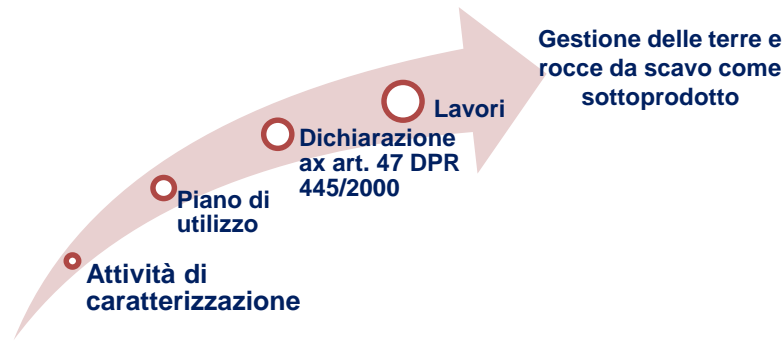 Gestione delle terre e
rocce da scavo come
sottoprodotto
Lavori
Dichiarazione
ax art. 47 DPR
445/2000
Piano di
utilizzo
Attività di
caratterizzazione